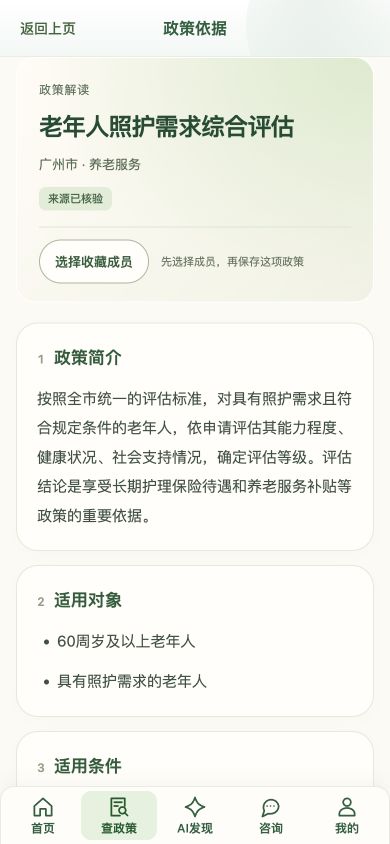 返回上页
政策依据
政策解读
老年人照护需求综合评估
广州市 · 养老服务
来源已核验
选择收藏成员
先选择成员，再保存这项政策
1 政策简介
按照全市统一的评估标准，对具有照护需求且符
合规定条件的老年人，依申请评估其能力程度、
健康状况、社会支持情况，确定评估等级。评估
结论是享受长期护理保险待遇和养老服务补贴等
政策的重要依据。
2 适用对象
• 60周岁及以上老年人
• 具有照护需求的老年人
3 适用条件
首页
查政策
AI发现
咨询
我的